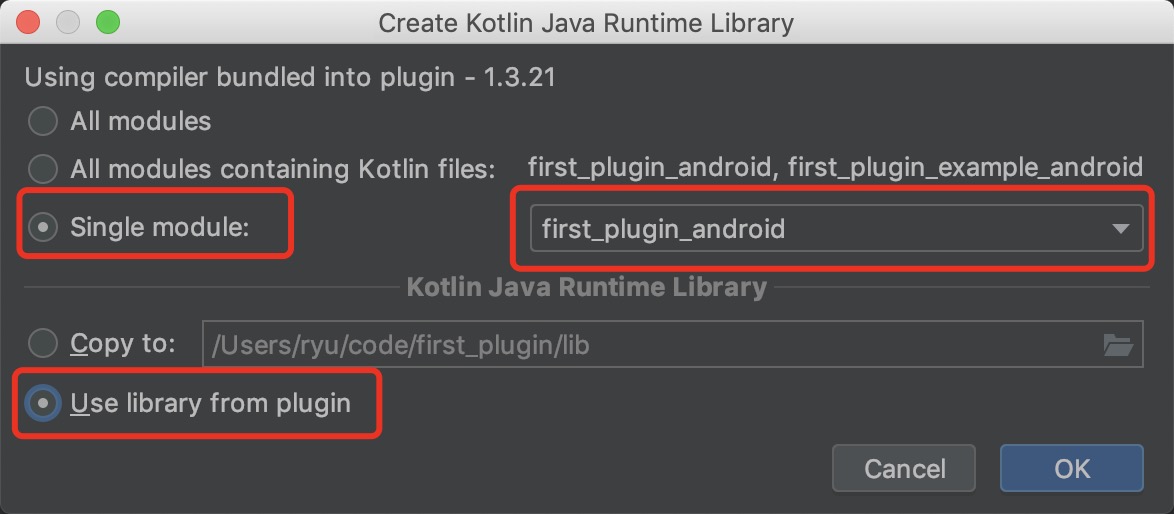 Create Kotlin Java Runtime Library
Using compiler bundled into plugin - 1.3.21
All modules
All modules containing Kotlin files: first_plugin_android, first_plugin_example_android
Single module: first_plugin_android
Kotlin Java Runtime Library
Copy to: /Users/ryu/code/first_plugin/lib
Use library from plugin
Cancel OK